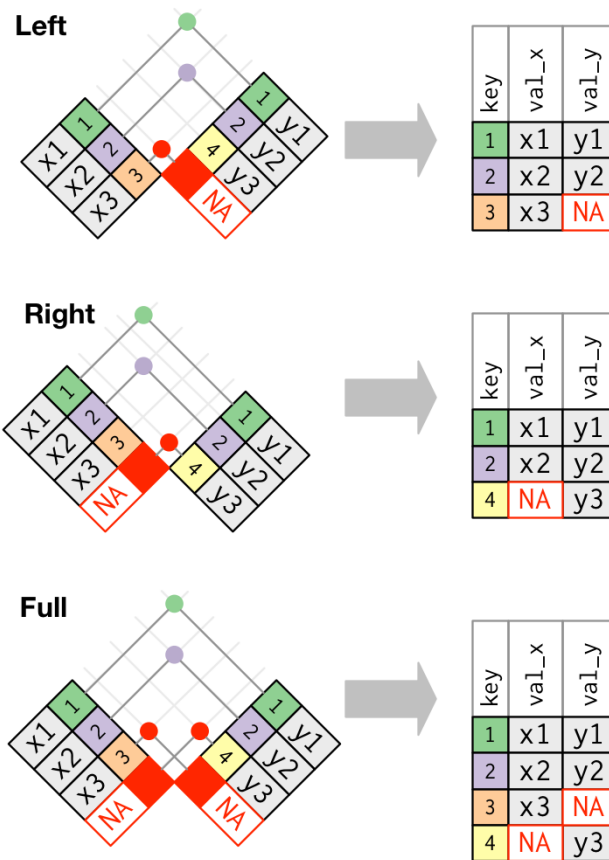 Left
1 x1
2 x2
3 x3
1 y1
2 y2
4 y3
NA
key val_x val_y
1 x1 y1
2 x2 y2
3 x3 NA
Right
1 x1
2 x2
3 x3
NA
1 y1
2 y2
4 y3
key val_x val_y
1 x1 y1
2 x2 y2
4 NA y3
Full
1 x1
2 x2
3 x3
NA
1 y1
2 y2
4 y3
NA
key val_x val_y
1 x1 y1
2 x2 y2
3 x3 NA
4 NA y3